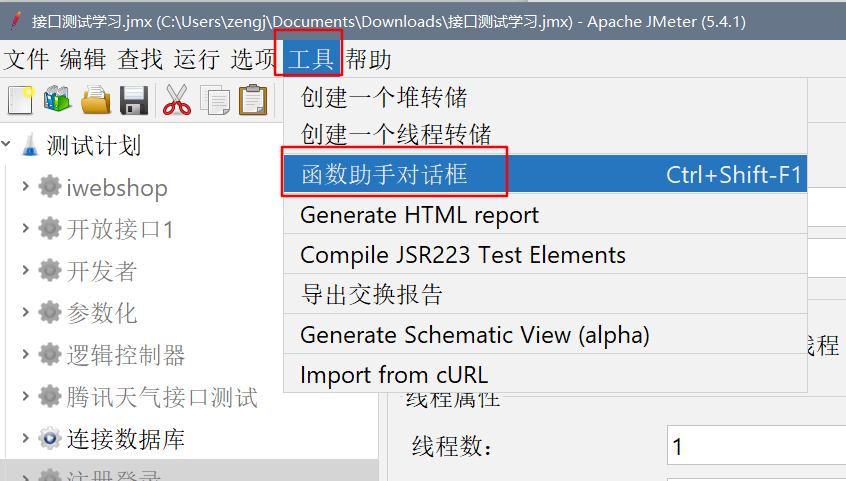 接口测试学习.jmx (C:\Users\zengj\Documents\Downloads\接口测试学习.jmx) - Apache JMeter (5.4.1)
文件 编辑 查找 运行 选项 工具 帮助
创建一个堆转储
创建一个线程转储
函数助手对话框 Ctrl+Shift-F1
Generate HTML report
Compile JSR223 Test Elements
导出交换报告
Generate Schematic View (alpha)
Import from cURL
测试计划
iwebshop
开放接口1
开发者
参数化
逻辑控制器
腾讯天气接口测试
连接数据库
注册登录
线程
线程属性
线程数: 1